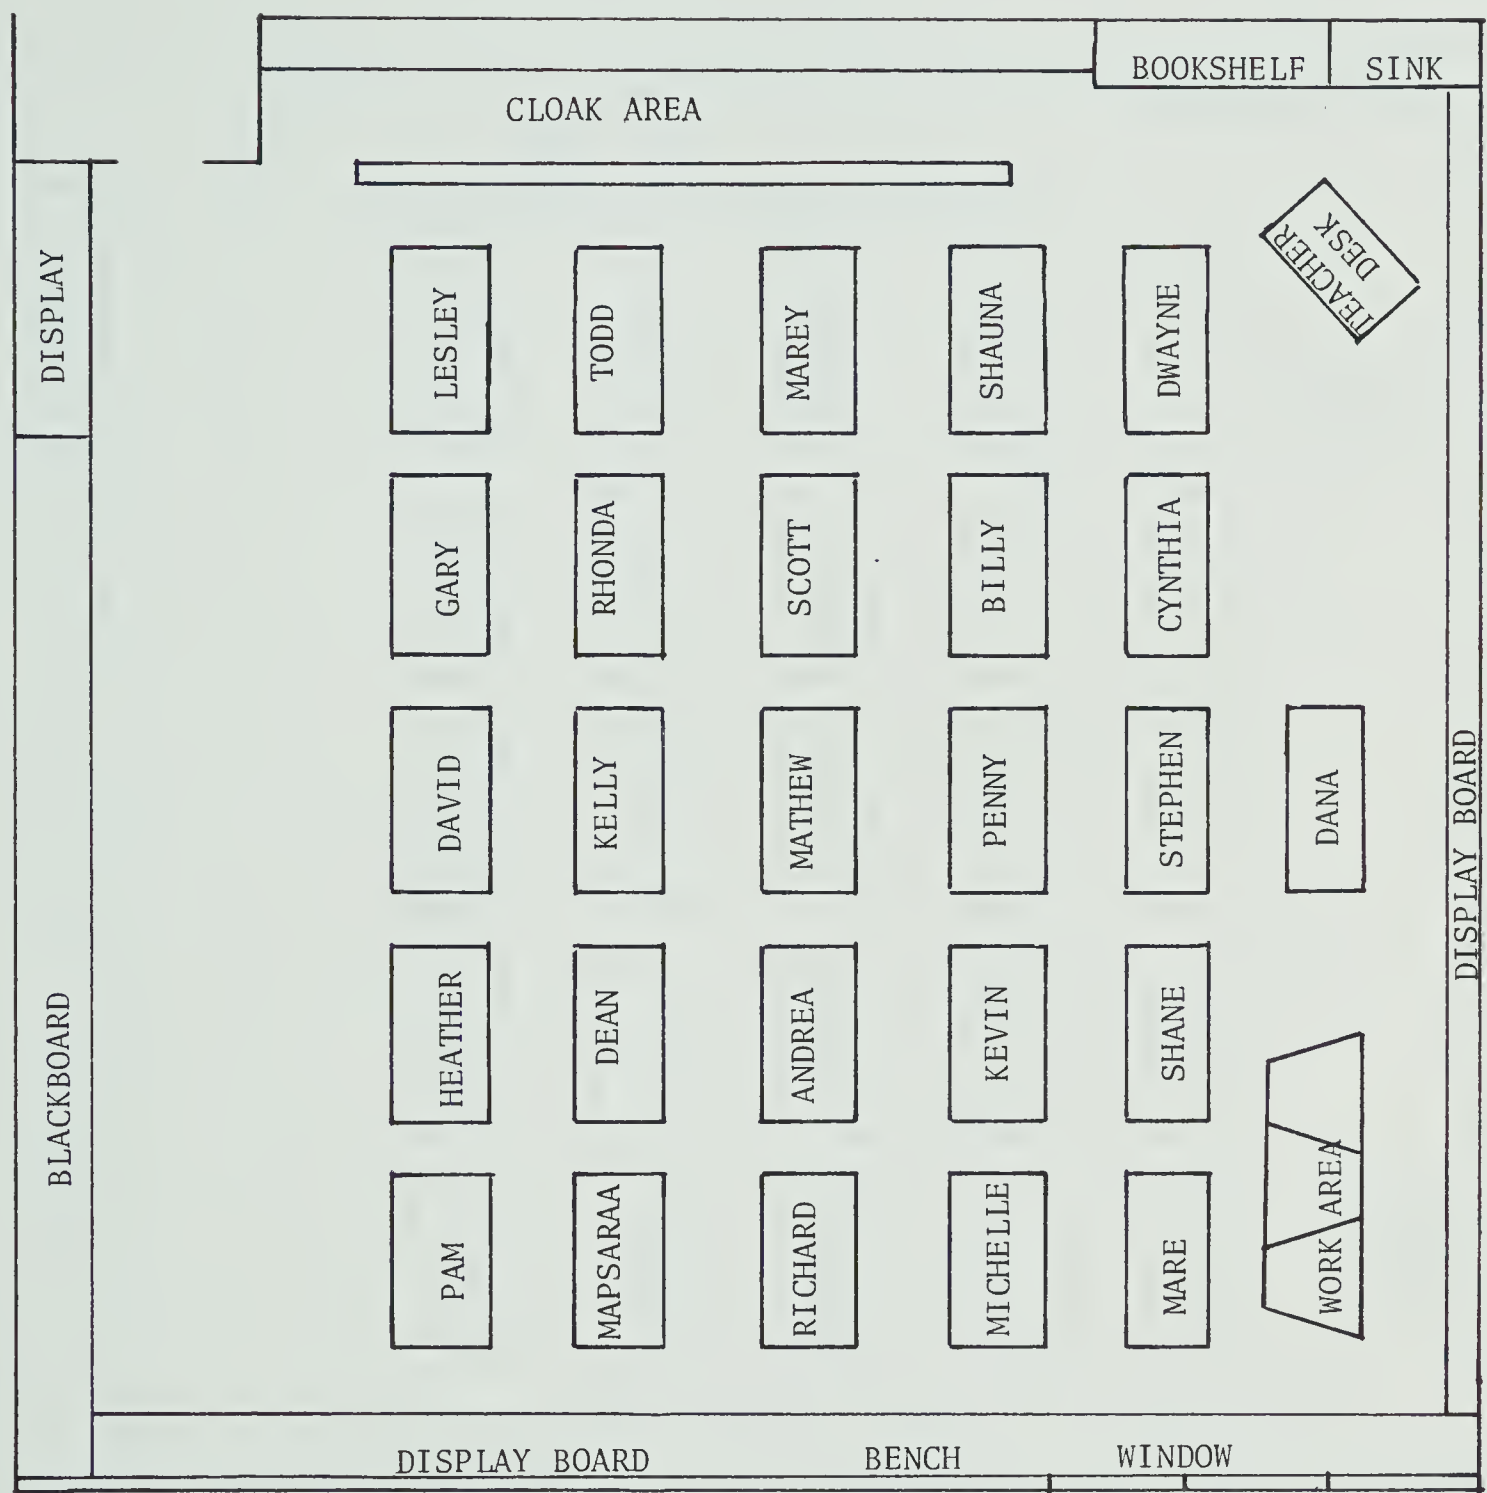 BOOKSHELF
SINK
CLOAK AREA
TEACHER
DESK
DISPLAY
LESLEY
TODD
MAREY
SHAUNA
DWAYNE
GARY
RHONDA
SCOTT
BILLY
CYNTHIA
DAVID
KELLY
MATHEW
PENNY
STEPHEN
DANA
DISPLAY BOARD
BLACKBOARD
HEATHER
DEAN
ANDREA
KEVIN
SHANE
PAM
MAPSARAA
RICHARD
MICHELLE
MARE
WORK AREA
DISPLAY BOARD
BENCH
WINDOW